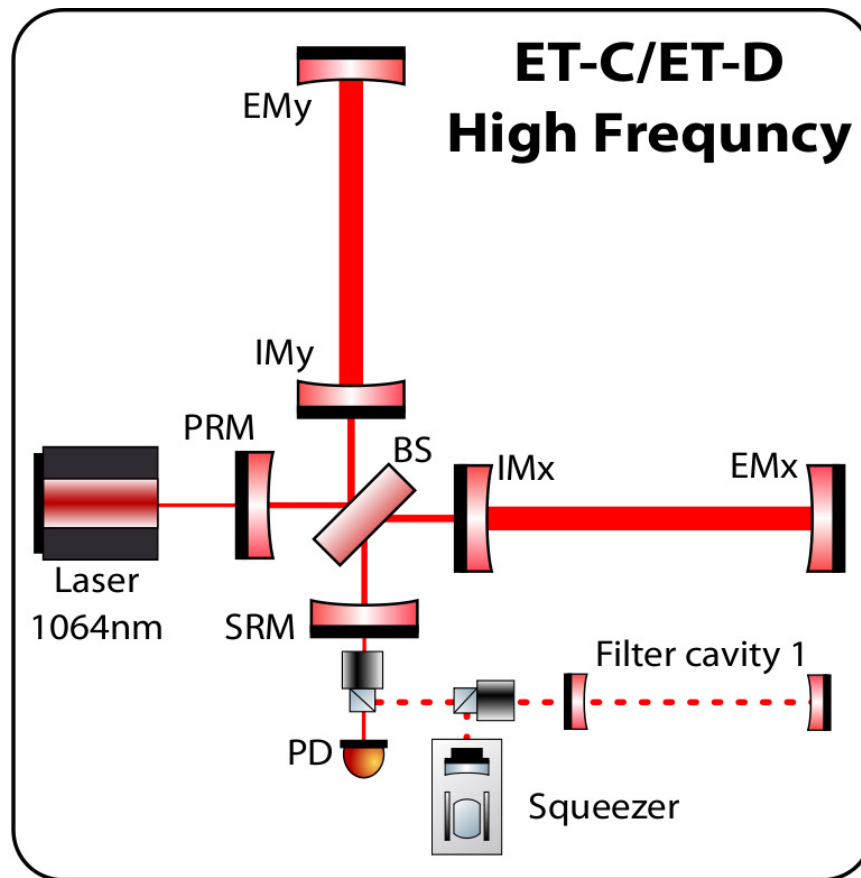 ET-C/ET-D
High Frequncy
EMy
IMy
PRM
BS
IMx
EMx
Laser
1064nm
SRM
Filter cavity 1
PD
Squeezer